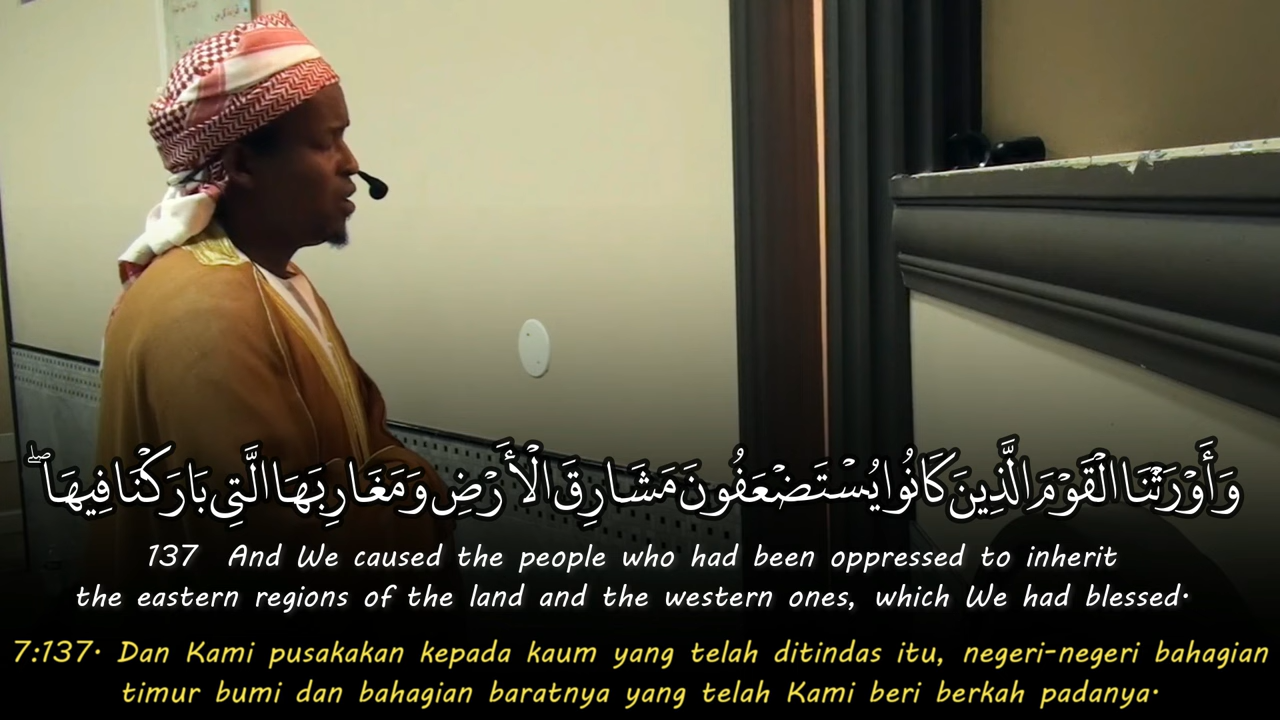 وَأَوْرَثْنَا الْقَوْمَ الَّذِينَ كَانُوا يُسْتَضْعَفُونَ مَشَارِقَ الْأَرْضِ وَمَغَارِبَهَا الَّتِي بَارَكْنَا فِيهَا ۖ
137 And We caused the people who had been oppressed to inherit
the eastern regions of the land and the western ones, which We had blessed.
7:137. Dan Kami pusakakan kepada kaum yang telah ditindas itu, negeri-negeri bahagian
timur bumi dan bahagian baratnya yang telah Kami beri berkah padanya.